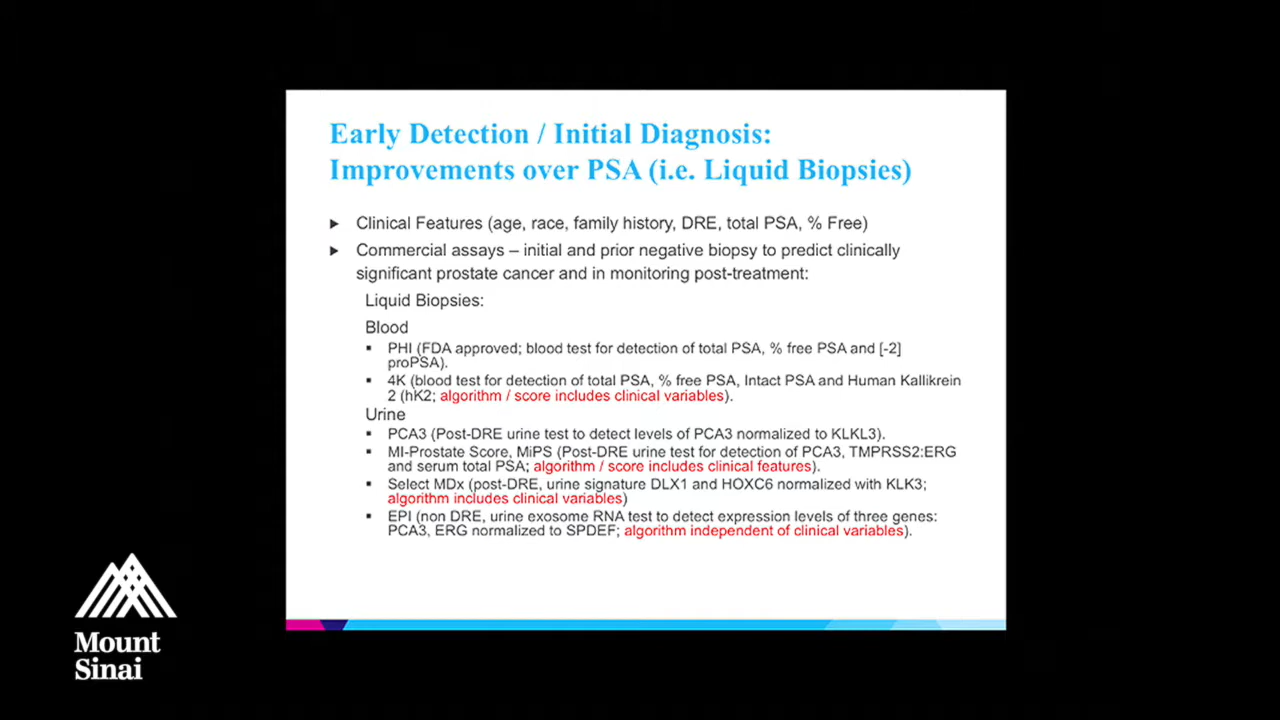 Early Detection / Initial Diagnosis:
Improvements over PSA (i.e. Liquid Biopsies)
Clinical Features (age, race, family history, DRE, total PSA, % Free)
Commercial assays – initial and prior negative biopsy to predict clinically
significant prostate cancer and in monitoring post-treatment:
Liquid Biopsies:
Blood
PHI (FDA approved; blood test for detection of total PSA, % free PSA and [-2]
proPSA).
4K (blood test for detection of total PSA, % free PSA, Intact PSA and Human Kallikrein
2 (hK2; algorithm / score includes clinical variables).
Urine
PCA3 (Post-DRE urine test to detect levels of PCA3 normalized to KLKL3).
MI-Prostate Score, MiPS (Post-DRE urine test for detection of PCA3, TMPRSS2:ERG
and serum total PSA; algorithm / score includes clinical features).
Select MDx (post-DRE, urine signature DLX1 and HOXC6 normalized with KLK3;
algorithm includes clinical variables)
EPI (non DRE, urine exosome RNA test to detect expression levels of three genes:
PCA3, ERG normalized to SPDEF; algorithm independent of clinical variables).
Mount
Sinai